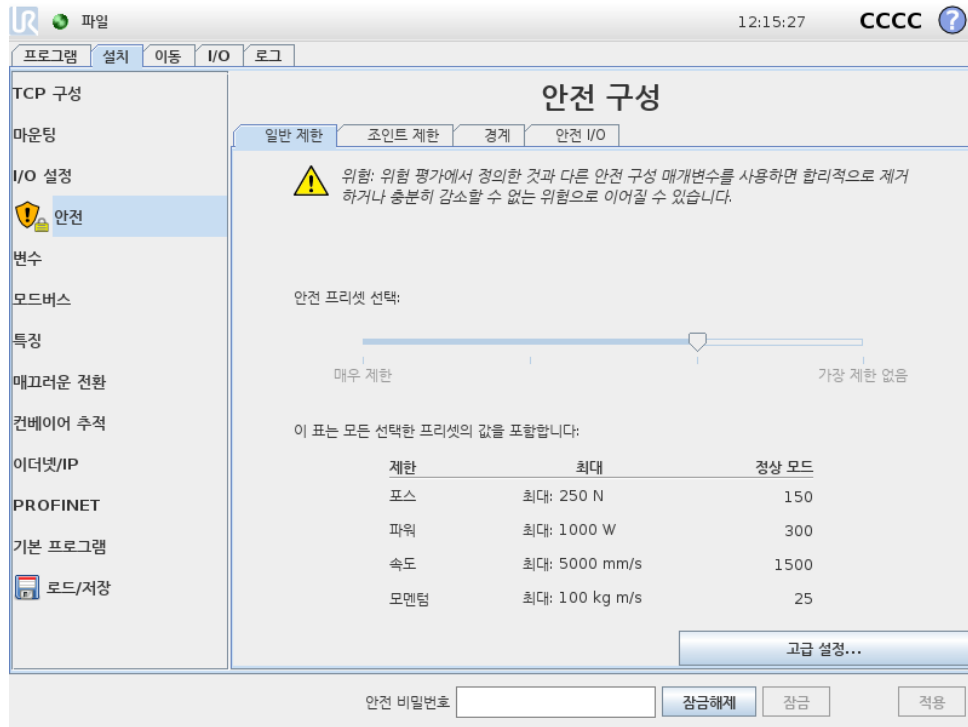 UR 파일 12:15:27 CCCC ?
프로그램 설치 이동 I/O 로그
TCP 구성
마운팅
I/O 설정
안전
변수
모드버스
특징
매끄러운 전환
컨베이어 추적
이더넷/IP
PROFINET
기본 프로그램
로드/저장
안전 구성
일반 제한 조인트 제한 경계 안전 I/O
위험: 위험 평가에서 정의한 것과 다른 안전 구성 매개변수를 사용하면 합리적으로 제거
하거나 충분히 감소할 수 없는 위험으로 이어질 수 있습니다.
안전 프리셋 선택:
매우 제한 가장 제한 없음
이 표는 모든 선택한 프리셋의 값을 포함합니다:
제한 최대 정상 모드
포스 최대: 250 N 150
파워 최대: 1000 W 300
속도 최대: 5000 mm/s 1500
모멘텀 최대: 100 kg m/s 25
고급 설정...
안전 비밀번호 잠금해제 잠금 적용